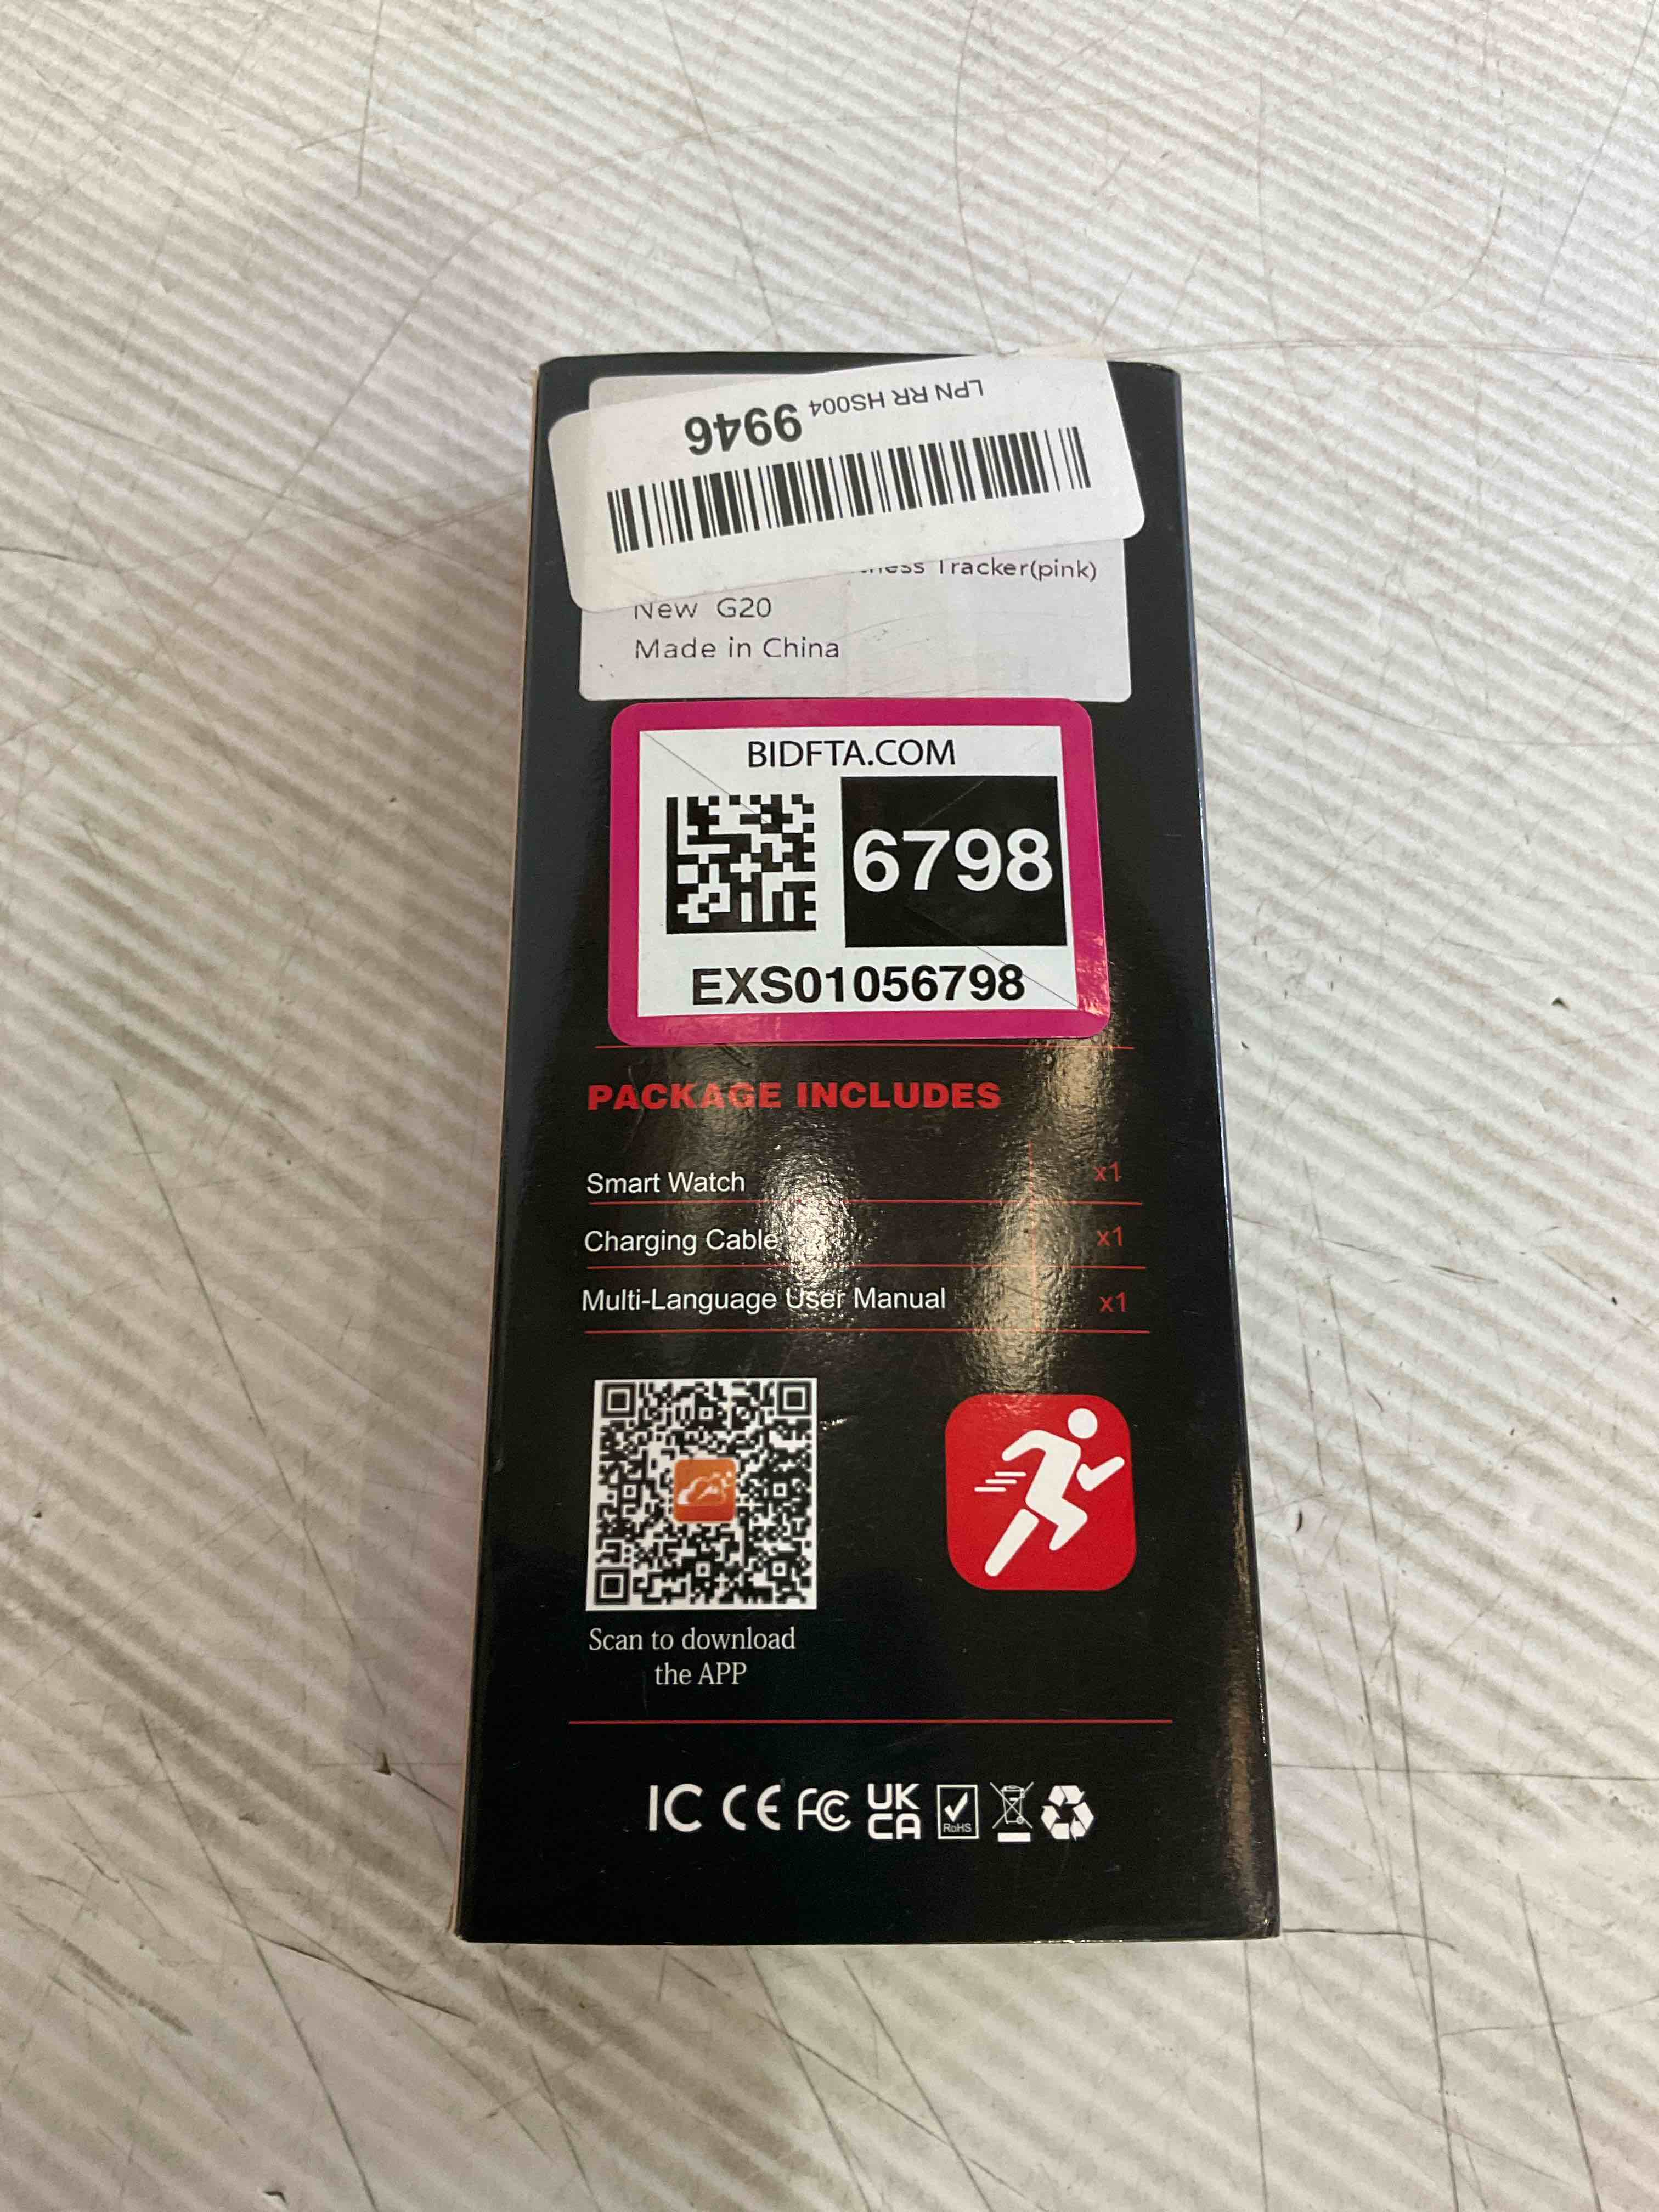 LPN RR HS004 9946
Tracker(pink)
New G20
Made in China
BIDFTA.COM
6798
EXS01056798
PACKAGE INCLUDES
Smart Watch x1
Charging Cable x1
Multi-Language User Manual x1
Scan to download
the APP
IC CE FC UK
CA RoHS